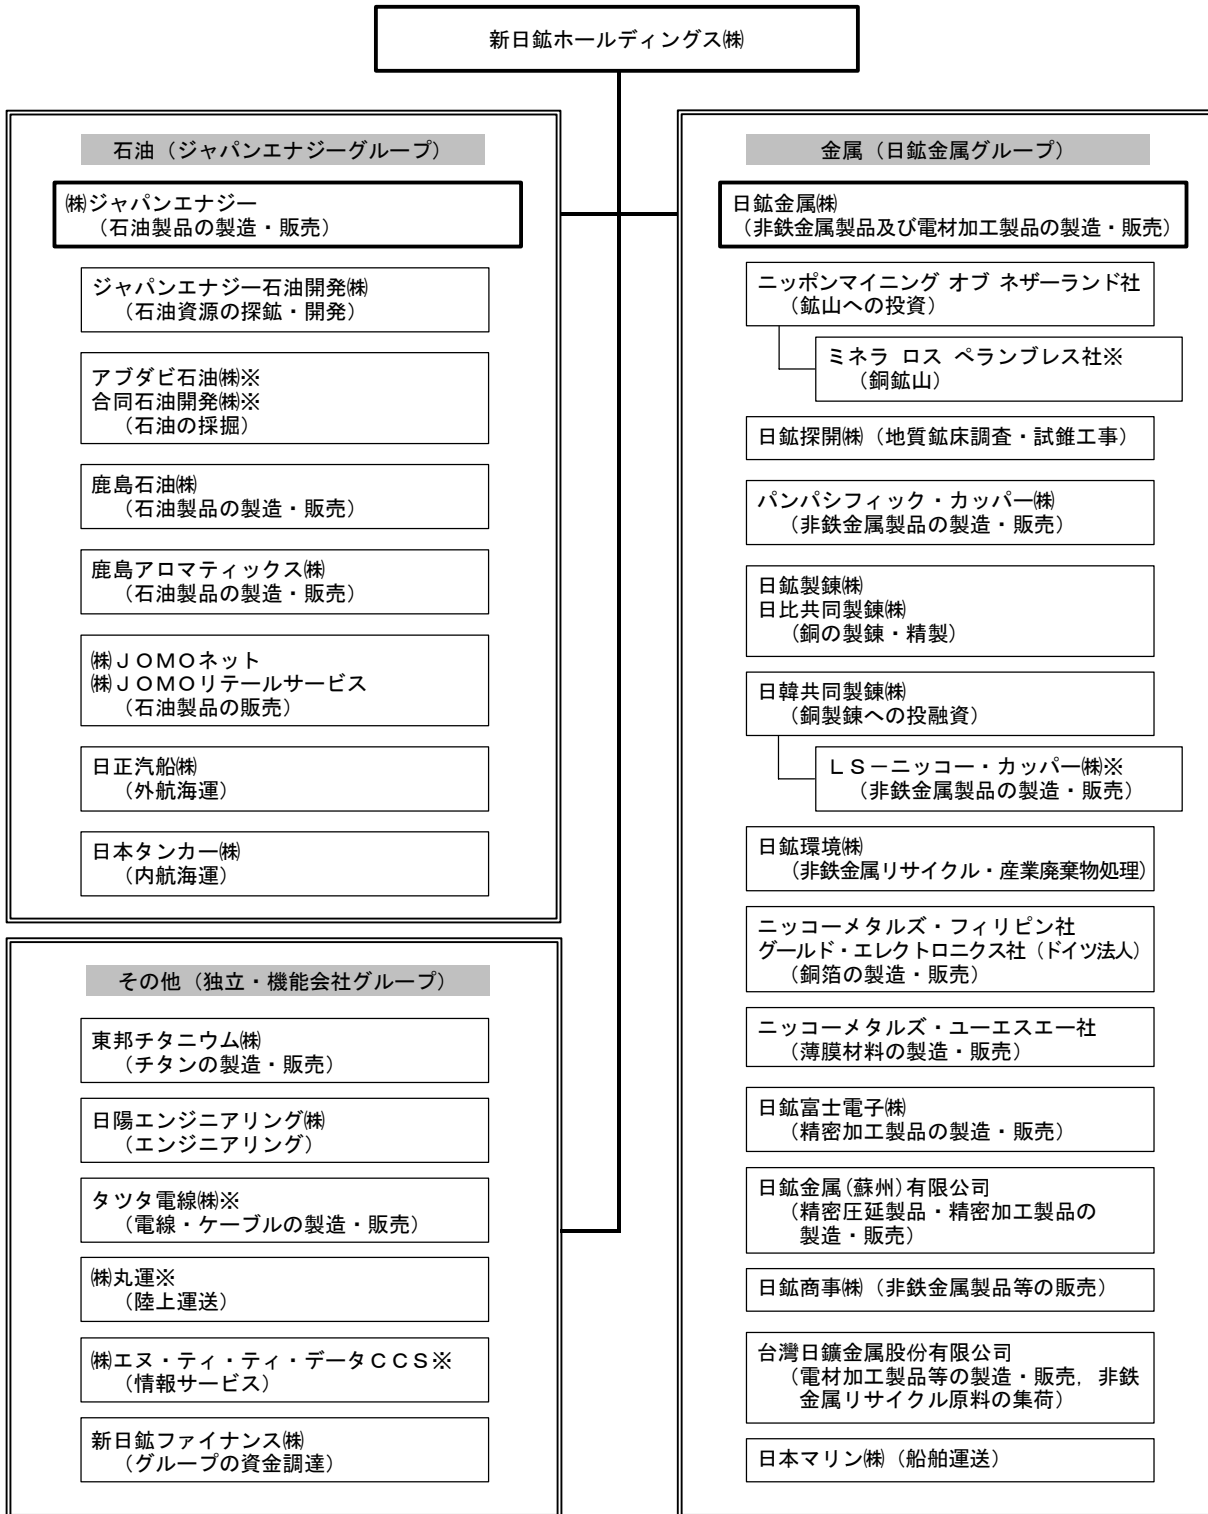 新日鉱ホールディングス㈱
石油（ジャパンエナジーグループ）
㈱ジャパンエナジー
（石油製品の製造・販売）
ジャパンエナジー石油開発㈱
（石油資源の探鉱・開発）
アブダビ石油㈱※
合同石油開発㈱※
（石油の採掘）
鹿島石油㈱
（石油製品の製造・販売）
鹿島アロマティックス㈱
（石油製品の製造・販売）
㈱ＪＯＭＯネット
㈱ＪＯＭＯリテールサービス
（石油製品の販売）
日正汽船㈱
（外航海運）
日本タンカー㈱
（内航海運）
その他（独立・機能会社グループ）
東邦チタニウム㈱
（チタンの製造・販売）
日陽エンジニアリング㈱
（エンジニアリング）
タツタ電線㈱※
（電線・ケーブルの製造・販売）
㈱丸運※
（陸上運送）
㈱エヌ・ティ・ティ・データＣＣＳ※
（情報サービス）
新日鉱ファイナンス㈱
（グループの資金調達）
金属（日鉱金属グループ）
日鉱金属㈱
（非鉄金属製品及び電材加工製品の製造・販売）
ニッポンマイニング オブ ネザーランド社
（鉱山への投資）
ミネラ ロス ペランブレス社※
（銅鉱山）
日鉱探開㈱（地質鉱床調査・試錐工事）
パンパシフィック・カッパー㈱
（非鉄金属製品の製造・販売）
日鉱製錬㈱
日比共同製錬㈱
（銅の製錬・精製）
日韓共同製錬㈱
（銅製錬への投融資）
ＬＳ－ニッコー・カッパー㈱※
（非鉄金属製品の製造・販売）
日鉱環境㈱
（非鉄金属リサイクル・産業廃棄物処理）
ニッコーメタルズ・フィリピン社
グールド・エレクトロニクス社（ドイツ法人）
（銅箔の製造・販売）
ニッコーメタルズ・ユーエスエー社
（薄膜材料の製造・販売）
日鉱富士電子㈱
（精密加工製品の製造・販売）
日鉱金属(蘇州)有限公司
（精密圧延製品・精密加工製品の
製造・販売）
日鉱商事㈱（非鉄金属製品等の販売）
台灣日鑛金属股份有限公司
（電材加工製品等の製造・販売，非鉄
金属リサイクル原料の集荷）
日本マリン㈱（船舶運送）